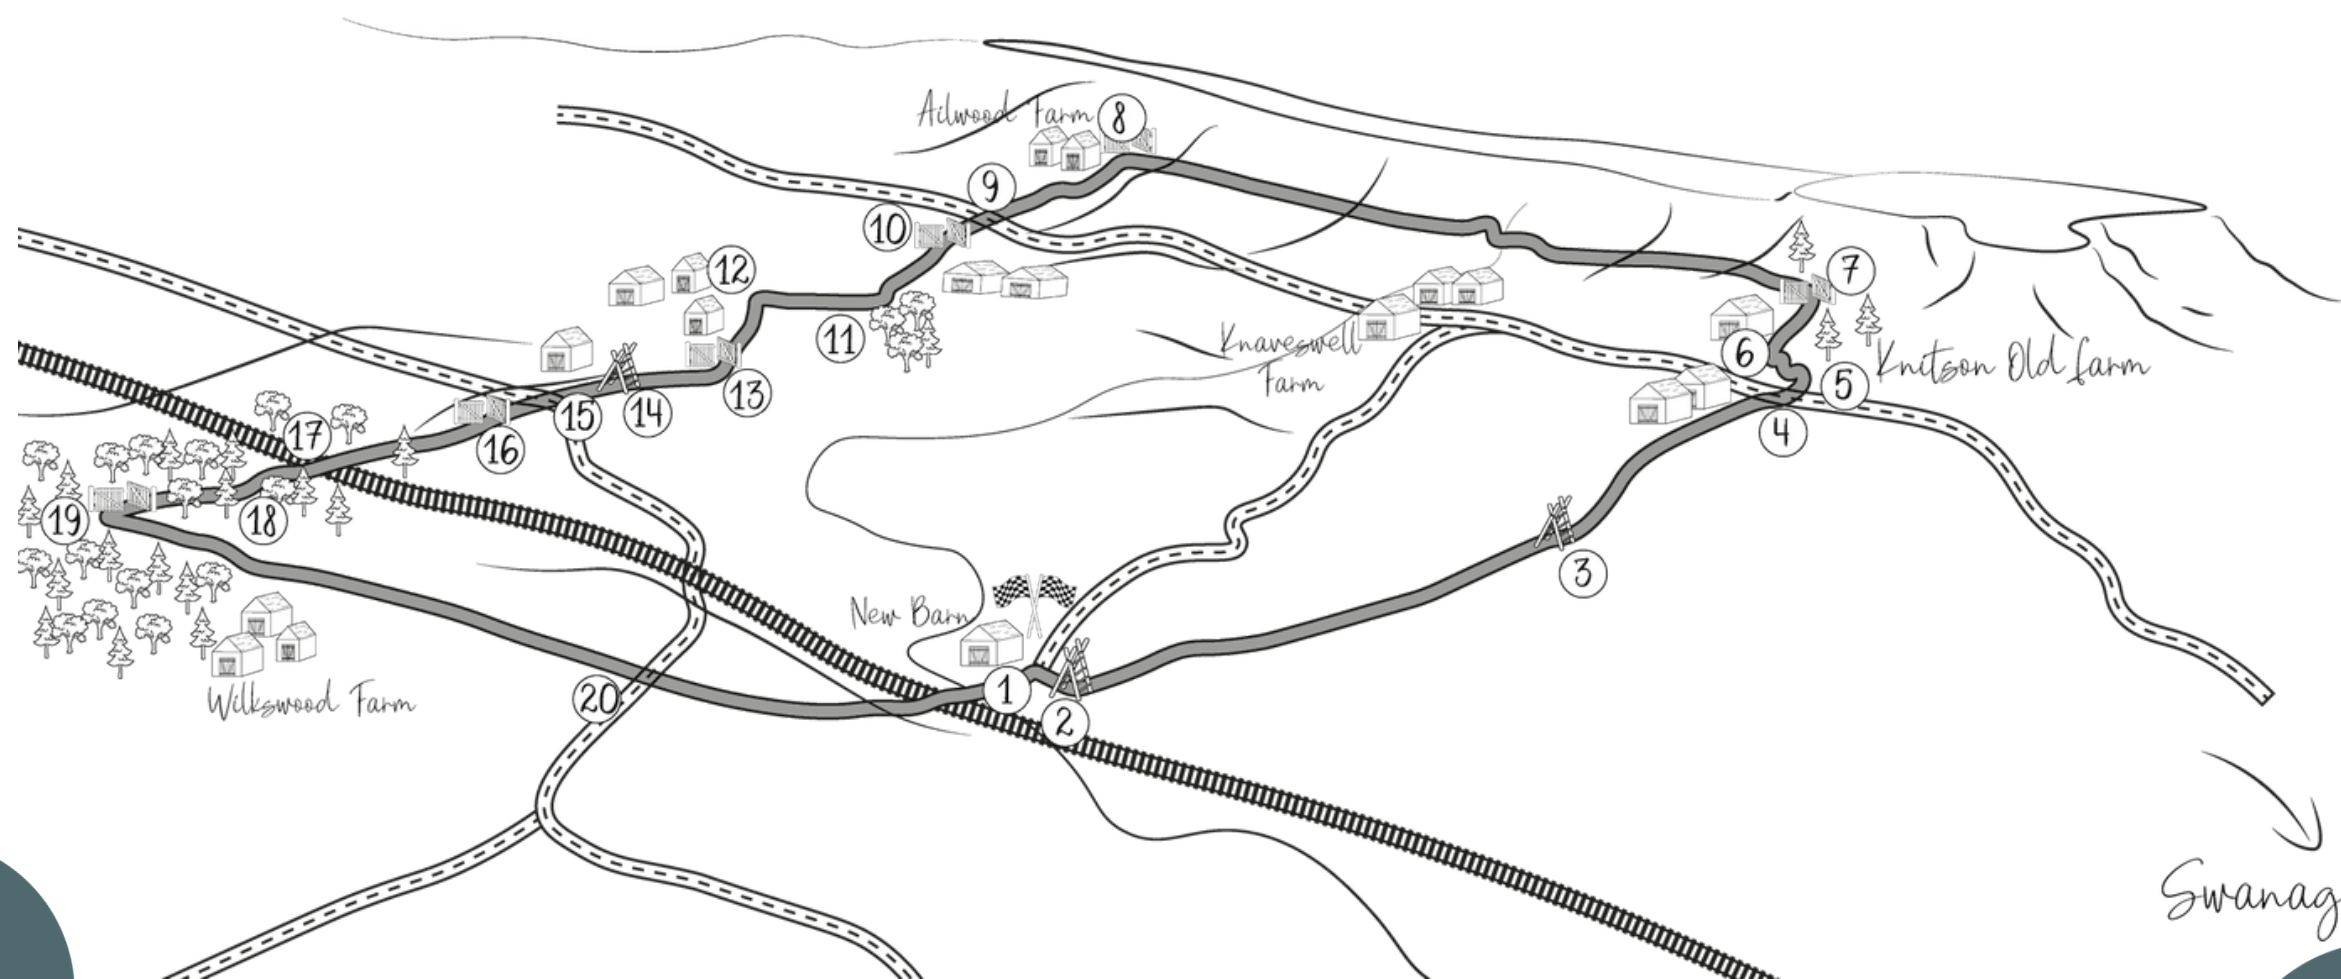 Ailwood Farm
8
9
10
7
12
11
Knaveswell
Farm
6
Knitson Old farm
5
13
14
15
4
16
17
18
19
3
New Barn
1
2
Wilkswood Farm
20
Swanag